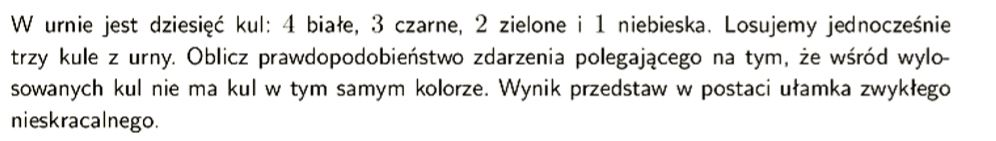 W urnie jest dziesięć kul: 4 białe, 3 czarne, 2 zielone i 1 niebieska. Losujemy jednocześnie
trzy kule z urny. Oblicz prawdopodobieństwo zdarzenia polegającego na tym, że wśród wylo-
sowanych kul nie ma kul w tym samym kolorze. Wynik przedstaw w postaci ułamka zwykłego
nieskracalnego.